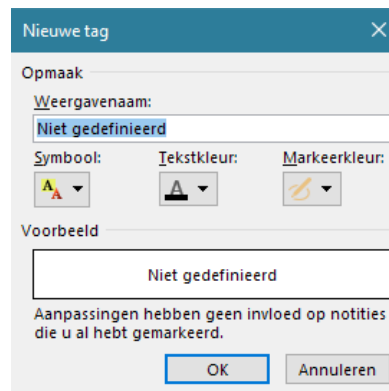 Nieuwe tag
Opmaak
Weergavenaam:
Niet gedefinieerd
Symbool: Tekstkleur: Markeerkleur:
A A A
Voorbeeld
Niet gedefinieerd
Aanpassingen hebben geen invloed op notities
die u al hebt gemarkeerd.
OK Annuleren